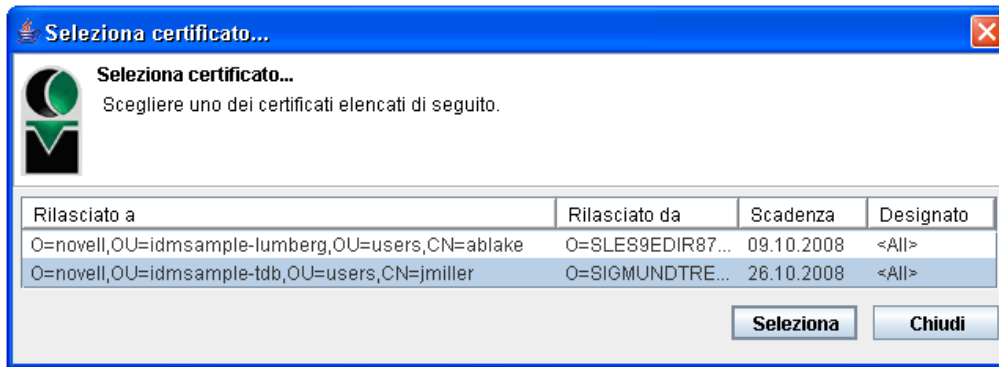 Seleziona certificato...
Seleziona certificato...
Scegliere uno dei certificati elencati di seguito.
Rilasciato a Rilasciato da Scadenza Designato
O=novell,OU=idmsample-lumberg,OU=users,CN=ablake O=SLES9EDIR87... 09.10.2008 <All>
O=novell,OU=idmsample-tdb,OU=users,CN=jmiller O=SIGMUNDTRE... 26.10.2008 <All>
Seleziona Chiudi